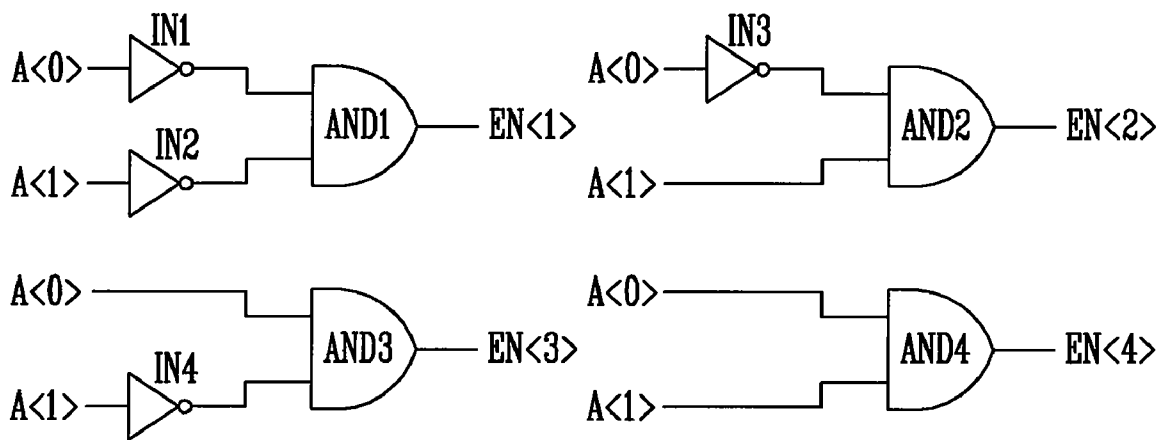 IN1
A<0>
AND1
EN<1>
IN2
A<1>
IN3
A<0>
AND2
EN<2>
A<1>
A<0>
AND3
EN<3>
IN4
A<1>
A<0>
AND4
EN<4>
A<1>